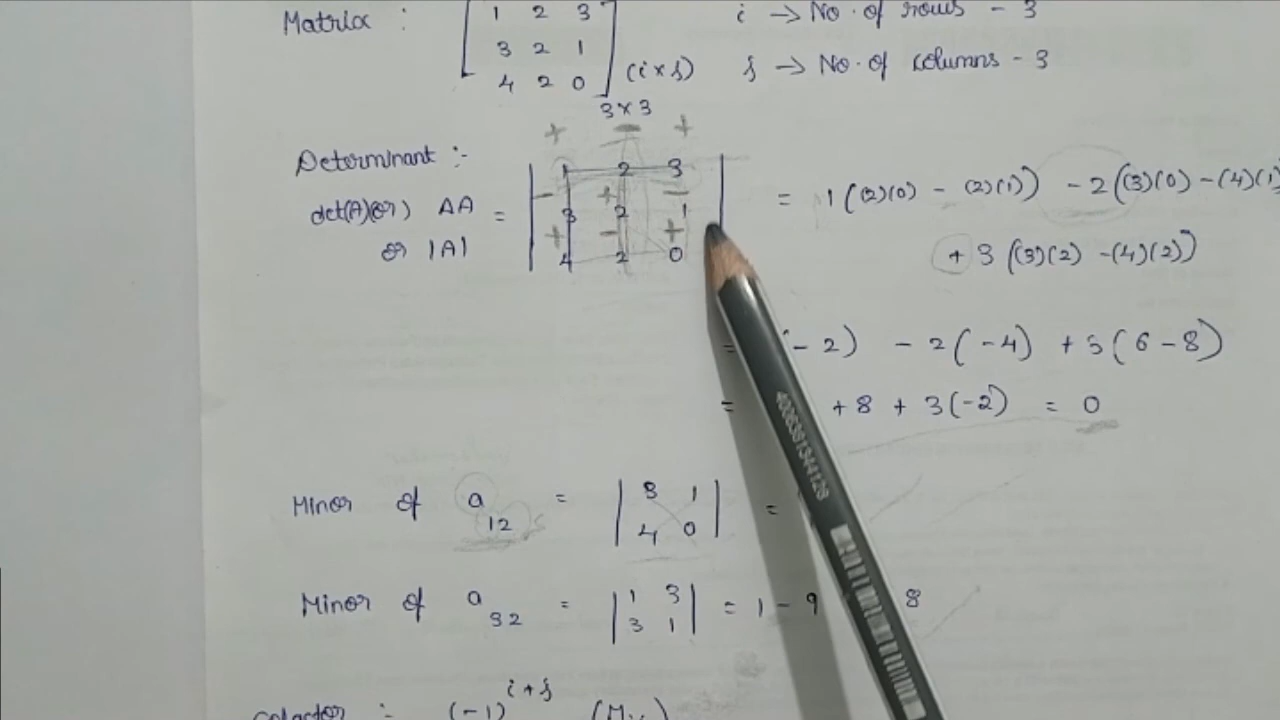 Matrix : [ 1 2 3 i → No. of rows - 3
3 2 1
4 2 0 ] (i×j) j → No. of columns - 3
3×3
+ - +
Determinant :-
det(A)(or) ΔA = | 1 2 3 | = 1((2)(0) - (2)(1)) - 2((3)(0) - (4)(1)
- 3 + 2 - 1
or |A| + 4 - 2 + 0 + 3((3)(2) - (4)(2))
= - 2) - 2(-4) + 3(6-8)
= + 8 + 3(-2) = 0
Minor of a12 = | 3 1 | =
4 0
Minor of a32 = | 1 3 | = 1 - 9 8
3 1
Cofactor :- (-1)^i+j (Mij)
4006381344128